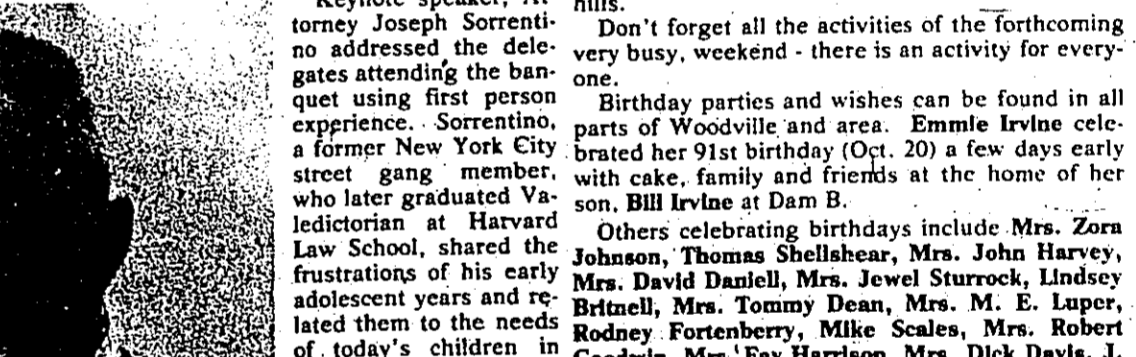 Keynote speaker, At-
torney Joseph Sorrenti-
no addressed the dele-
gates attending the ban-
quet using first person
experience. Sorrentino,
a former New York City
street gang member,
who later graduated Va-
ledictorian at Harvard
Law School, shared the
frustrations of his early
adolescent years and re-
lated them to the needs
of today's children in
hills.
Don't forget all the activities of the forthcoming
very busy, weekend - there is an activity for every-
one.
Birthday parties and wishes can be found in all
parts of Woodville and area. Emmie Irvine cele-
brated her 91st birthday (Oct. 20) a few days early
with cake, family and friends at the home of her
son, Bill Irvine at Dam B.
Others celebrating birthdays include Mrs. Zora
Johnson, Thomas Shellshear, Mrs. John Harvey,
Mrs. David Daniell, Mrs. Jewel Sturrock, Lindsey
Britnell, Mrs. Tommy Dean, Mrs. M. E. Luper,
Rodney Fortenberry, Mike Scales, Mrs. Robert
Goodwin, Mrs. Fay Harrison, Mrs. Dick Davis, J.